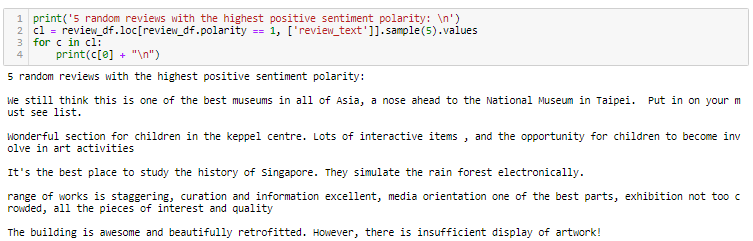 1 print('5 random reviews with the highest positive sentiment polarity: \n')
2 cl = review_df.loc[review_df.polarity == 1, ['review_text']].sample(5).values
3 for c in cl:
4     print(c[0] + "\n")
5 random reviews with the highest positive sentiment polarity:
We still think this is one of the best museums in all of Asia, a nose ahead to the National Museum in Taipei.  Put in on your m
ust see list.
Wonderful section for children in the keppel centre. Lots of interactive items , and the opportunity for children to become inv
olve in art activities
It's the best place to study the history of Singapore. They simulate the rain forest electronically.
range of works is staggering, curation and information excellent, media orientation one of the best parts, exhibition not too c
rowded, all the pieces of interest and quality
The building is awesome and beautifully retrofitted. However, there is insufficient display of artwork!